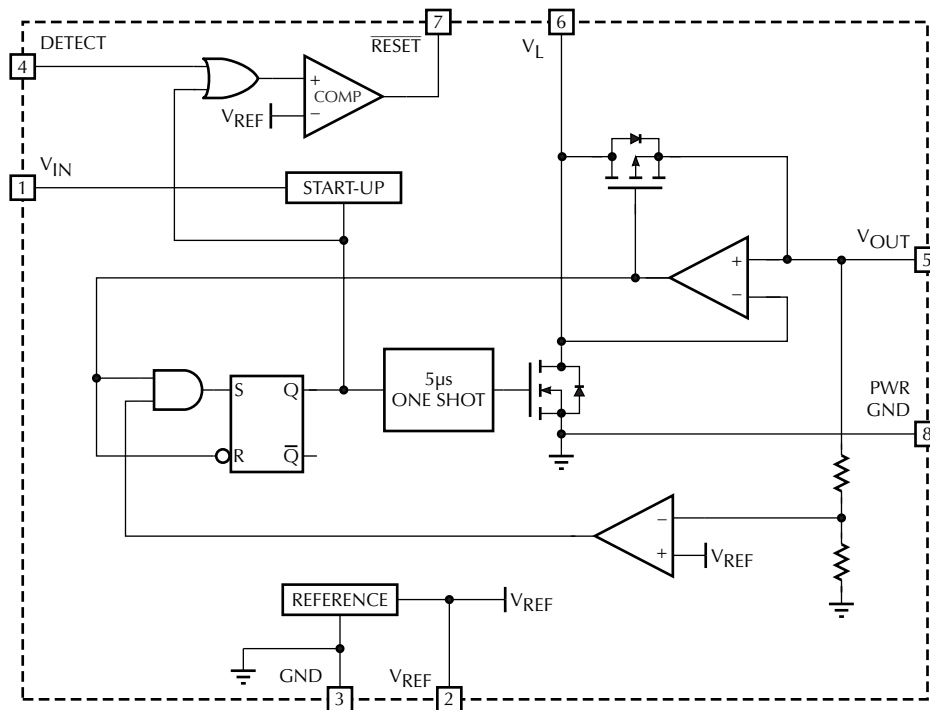 7
6
DETECT
RESET
V_L
4
+
COMP
−
V_REF
V_IN
1
START-UP
V_OUT
5
+
−
5µs
ONE SHOT
S
Q
R
Q̅
PWR
GND
8
−
+
V_REF
REFERENCE
V_REF
GND
V_REF
3
2